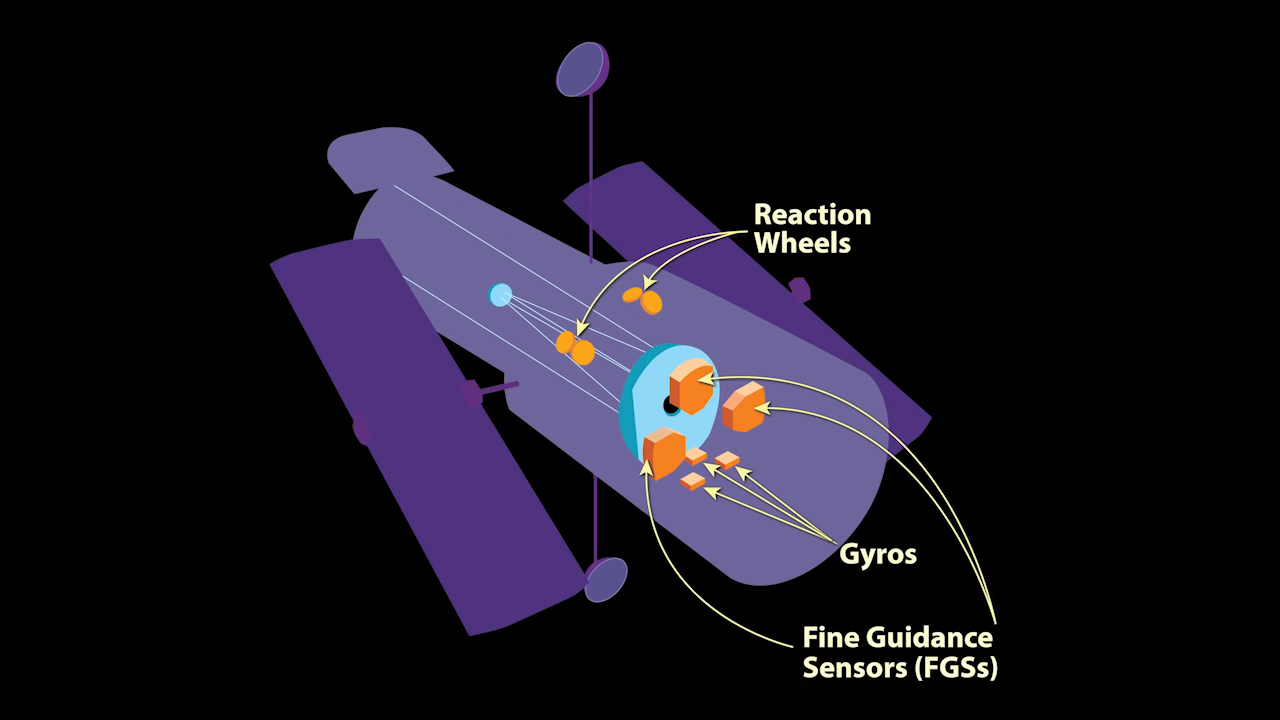 Reaction
Wheels
Gyros
Fine Guidance
Sensors (FGSs)